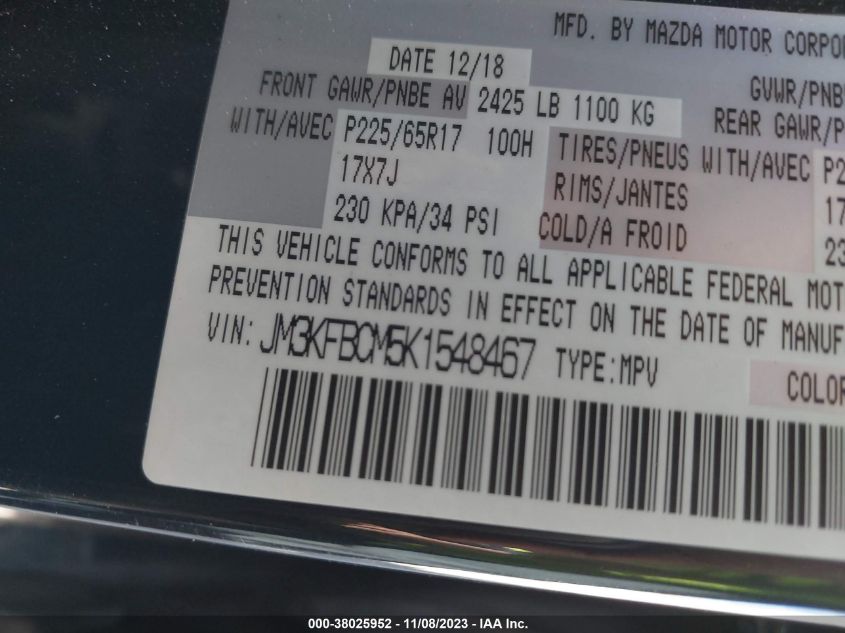 MFD. BY MAZDA MOTOR CORPO
DATE 12/18
GVWR/PNB
FRONT GAWR/PNBE AV 2425 LB 1100 KG REAR GAWR/P
WITH/AVEC P225/65R17 100H TIRES/PNEUS WITH/AVEC P2
17X7J RIMS/JANTES 17
230 KPA/34 PSI COLD/A FROID 23
THIS VEHICLE CONFORMS TO ALL APPLICABLE FEDERAL MOT
PREVENTION STANDARDS IN EFFECT ON THE DATE OF MANUF
VIN: JM3KFBCM5K1548467 TYPE:MPV COLOR
000-38025952 - 11/08/2023 - IAA Inc.